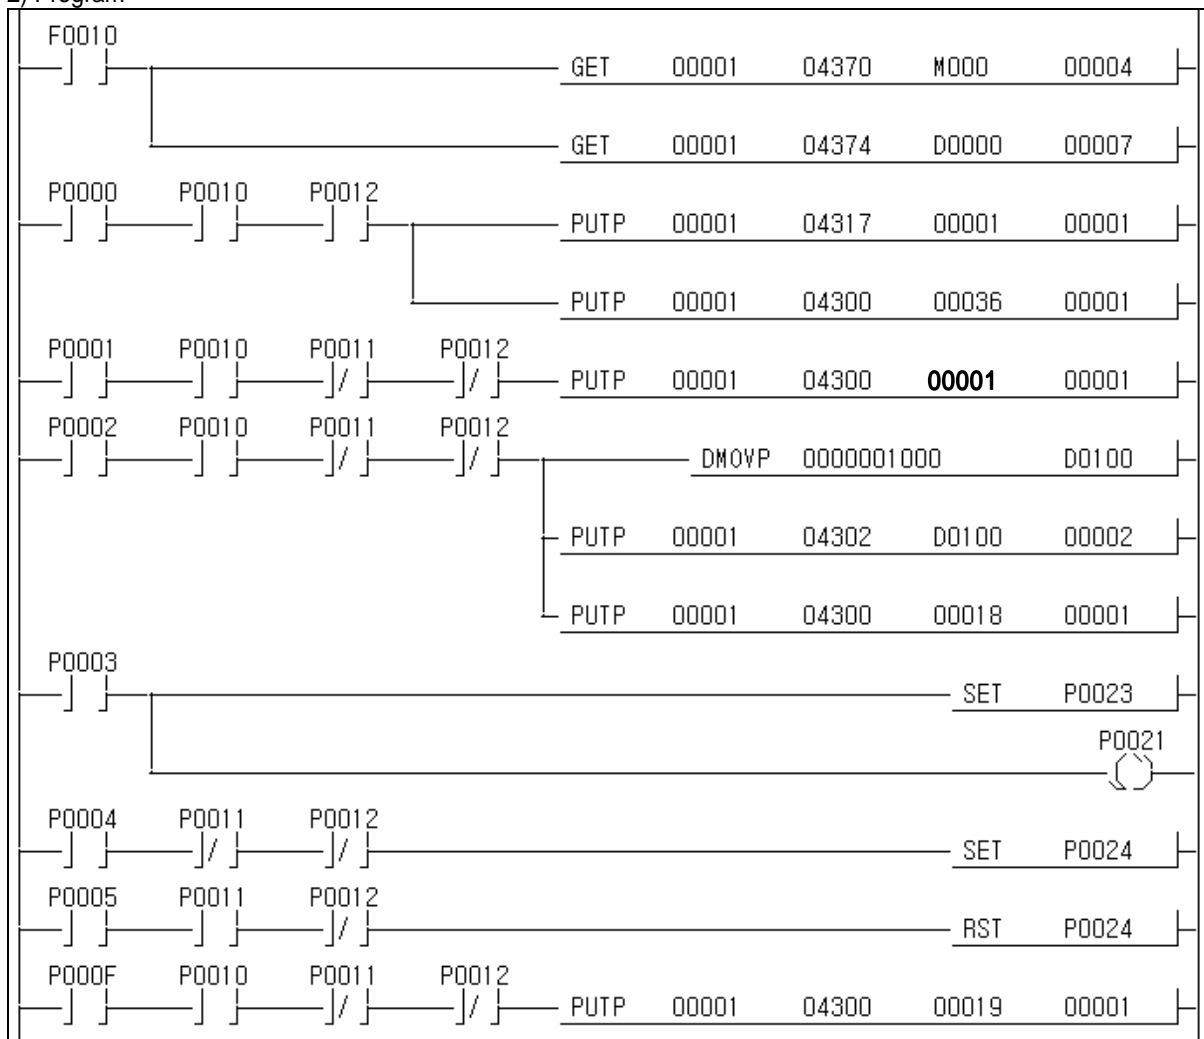 2) Program
F0010
GET 00001 04370 M000 00004
GET 00001 04374 D0000 00007
P0000 P0010 P0012
PUTP 00001 04317 00001 00001
PUTP 00001 04300 00036 00001
P0001 P0010 P0011 P0012
PUTP 00001 04300 00001 00001
P0002 P0010 P0011 P0012
DMOVP 0000001000 D0100
PUTP 00001 04302 D0100 00002
PUTP 00001 04300 00018 00001
P0003
SET P0023
P0021
P0004 P0011 P0012
SET P0024
P0005 P0011 P0012
RST P0024
P000F P0010 P0011 P0012
PUTP 00001 04300 00019 00001